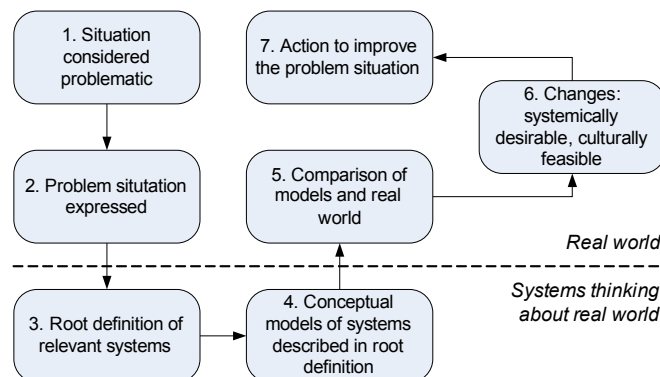 1. Situation
considered
problematic
2. Problem situtation
expressed
3. Root definition of
relevant systems
4. Conceptual
models of systems
described in root
definition
5. Comparison of
models and real
world
6. Changes:
systemically
desirable, culturally
feasible
7. Action to improve
the problem situation
Real world
Systems thinking
about real world